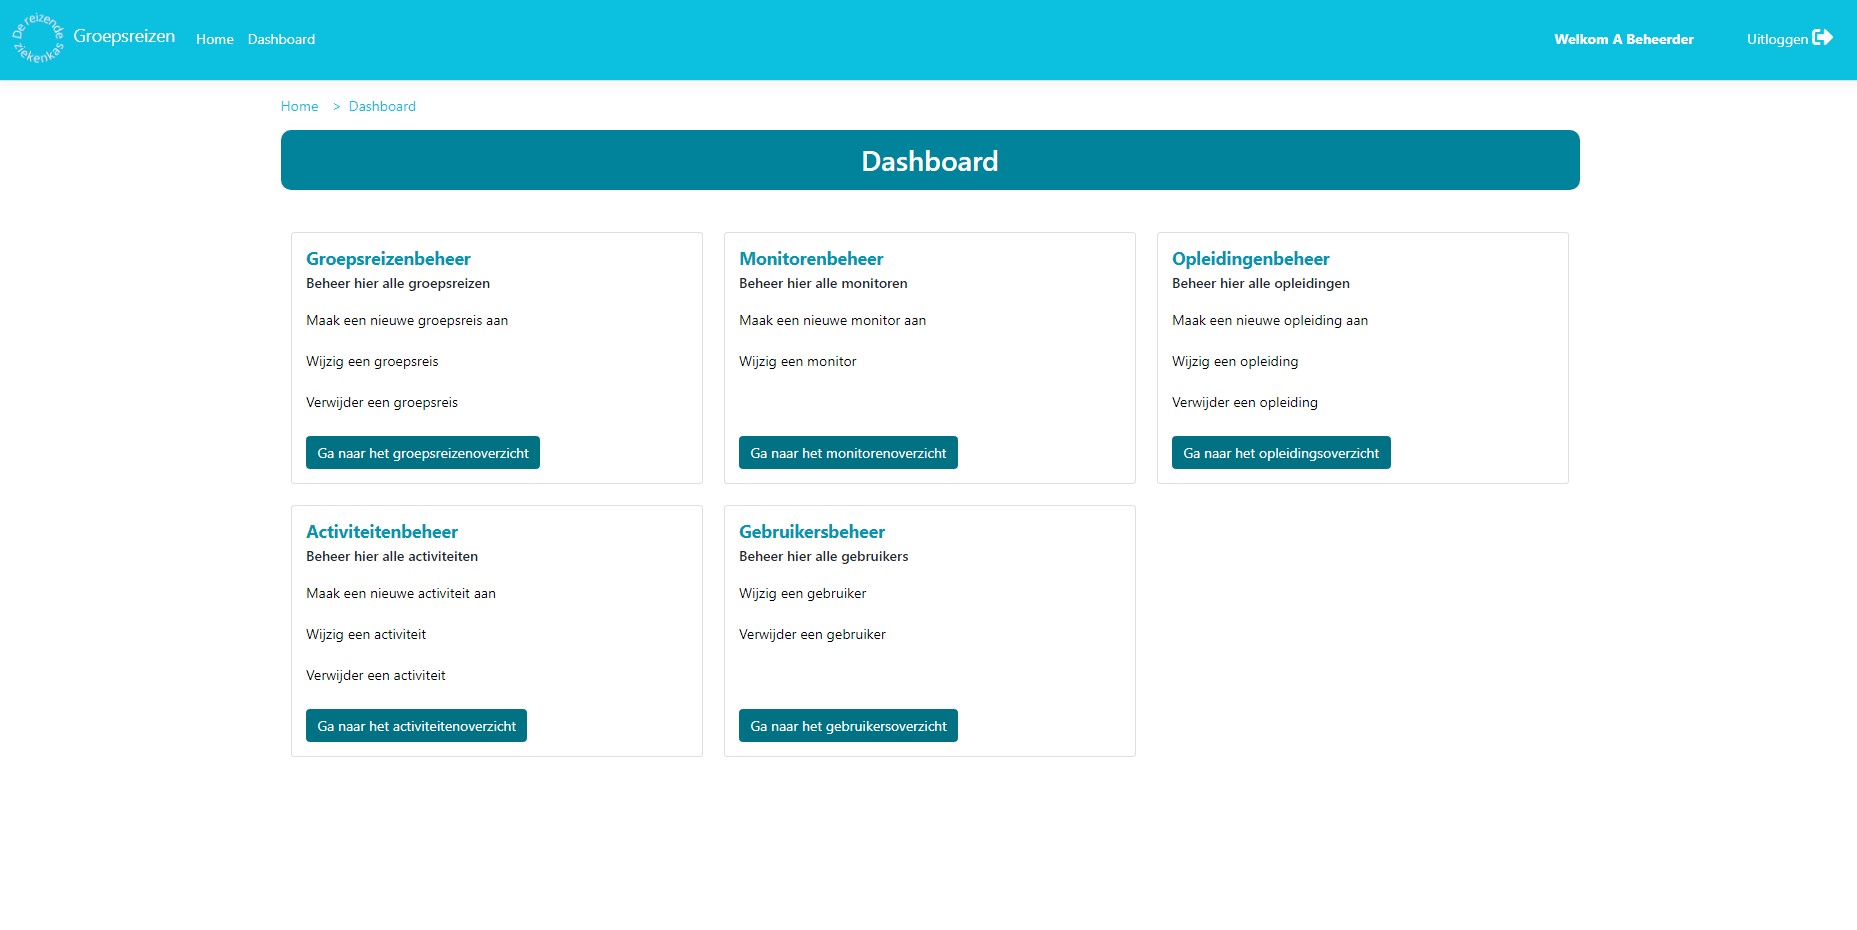 De reizende ziekenkas
Groepsreizen Home Dashboard Welkom A Beheerder Uitloggen
Home > Dashboard
Dashboard
Groepsreizenbeheer
Beheer hier alle groepsreizen
Maak een nieuwe groepsreis aan
Wijzig een groepsreis
Verwijder een groepsreis
Ga naar het groepsreizenoverzicht
Monitorenbeheer
Beheer hier alle monitoren
Maak een nieuwe monitor aan
Wijzig een monitor
Ga naar het monitorenoverzicht
Opleidingenbeheer
Beheer hier alle opleidingen
Maak een nieuwe opleiding aan
Wijzig een opleiding
Verwijder een opleiding
Ga naar het opleidingsoverzicht
Activiteitenbeheer
Beheer hier alle activiteiten
Maak een nieuwe activiteit aan
Wijzig een activiteit
Verwijder een activiteit
Ga naar het activiteitenoverzicht
Gebruikersbeheer
Beheer hier alle gebruikers
Wijzig een gebruiker
Verwijder een gebruiker
Ga naar het gebruikersoverzicht